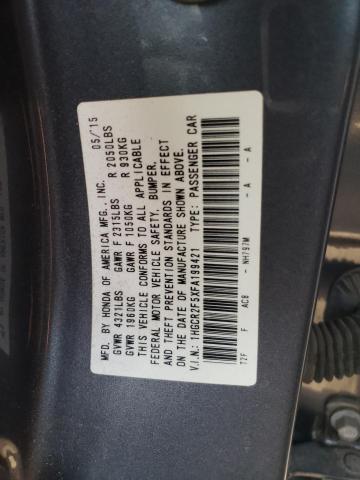 MFD. BY HONDA OF AMERICA MFG., INC. 05/15
GVWR 4321LBS GAWR F 2315LBS R 2050LBS
GVWR 1960KG GAWR F 1050KG R 930KG
THIS VEHICLE CONFORMS TO ALL APPLICABLE
FEDERAL MOTOR VEHICLE SAFETY, BUMPER,
AND THEFT PREVENTION STANDARDS IN EFFECT
ON THE DATE OF MANUFACTURE SHOWN ABOVE.
V.I.N.: 1HGCR2F5XFA199421 TYPE: PASSENGER CAR
T2F F AC8 - NH797M - A - A